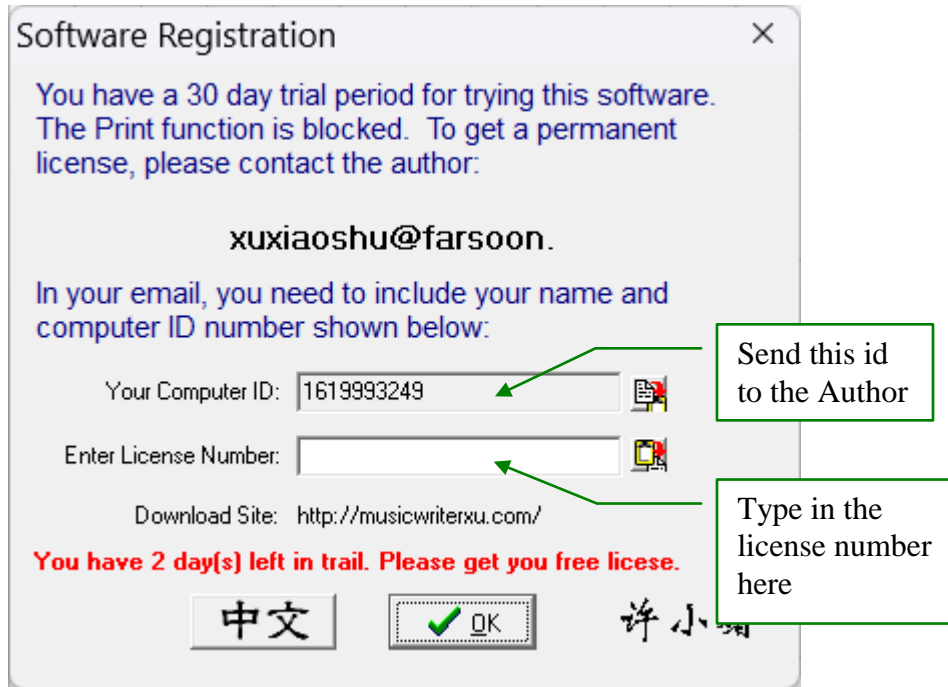 Software Registration
You have a 30 day trial period for trying this software.
The Print function is blocked. To get a permanent
license, please contact the author:
xuxiaoshu@farsoon.
In your email, you need to include your name and
computer ID number shown below:
Your Computer ID: 1619993249
Send this id
to the Author
Enter License Number:
Type in the
license number
here
Download Site: http://musicwriterxu.com/
You have 2 day(s) left in trail. Please get you free licese.
中文 OK 许小